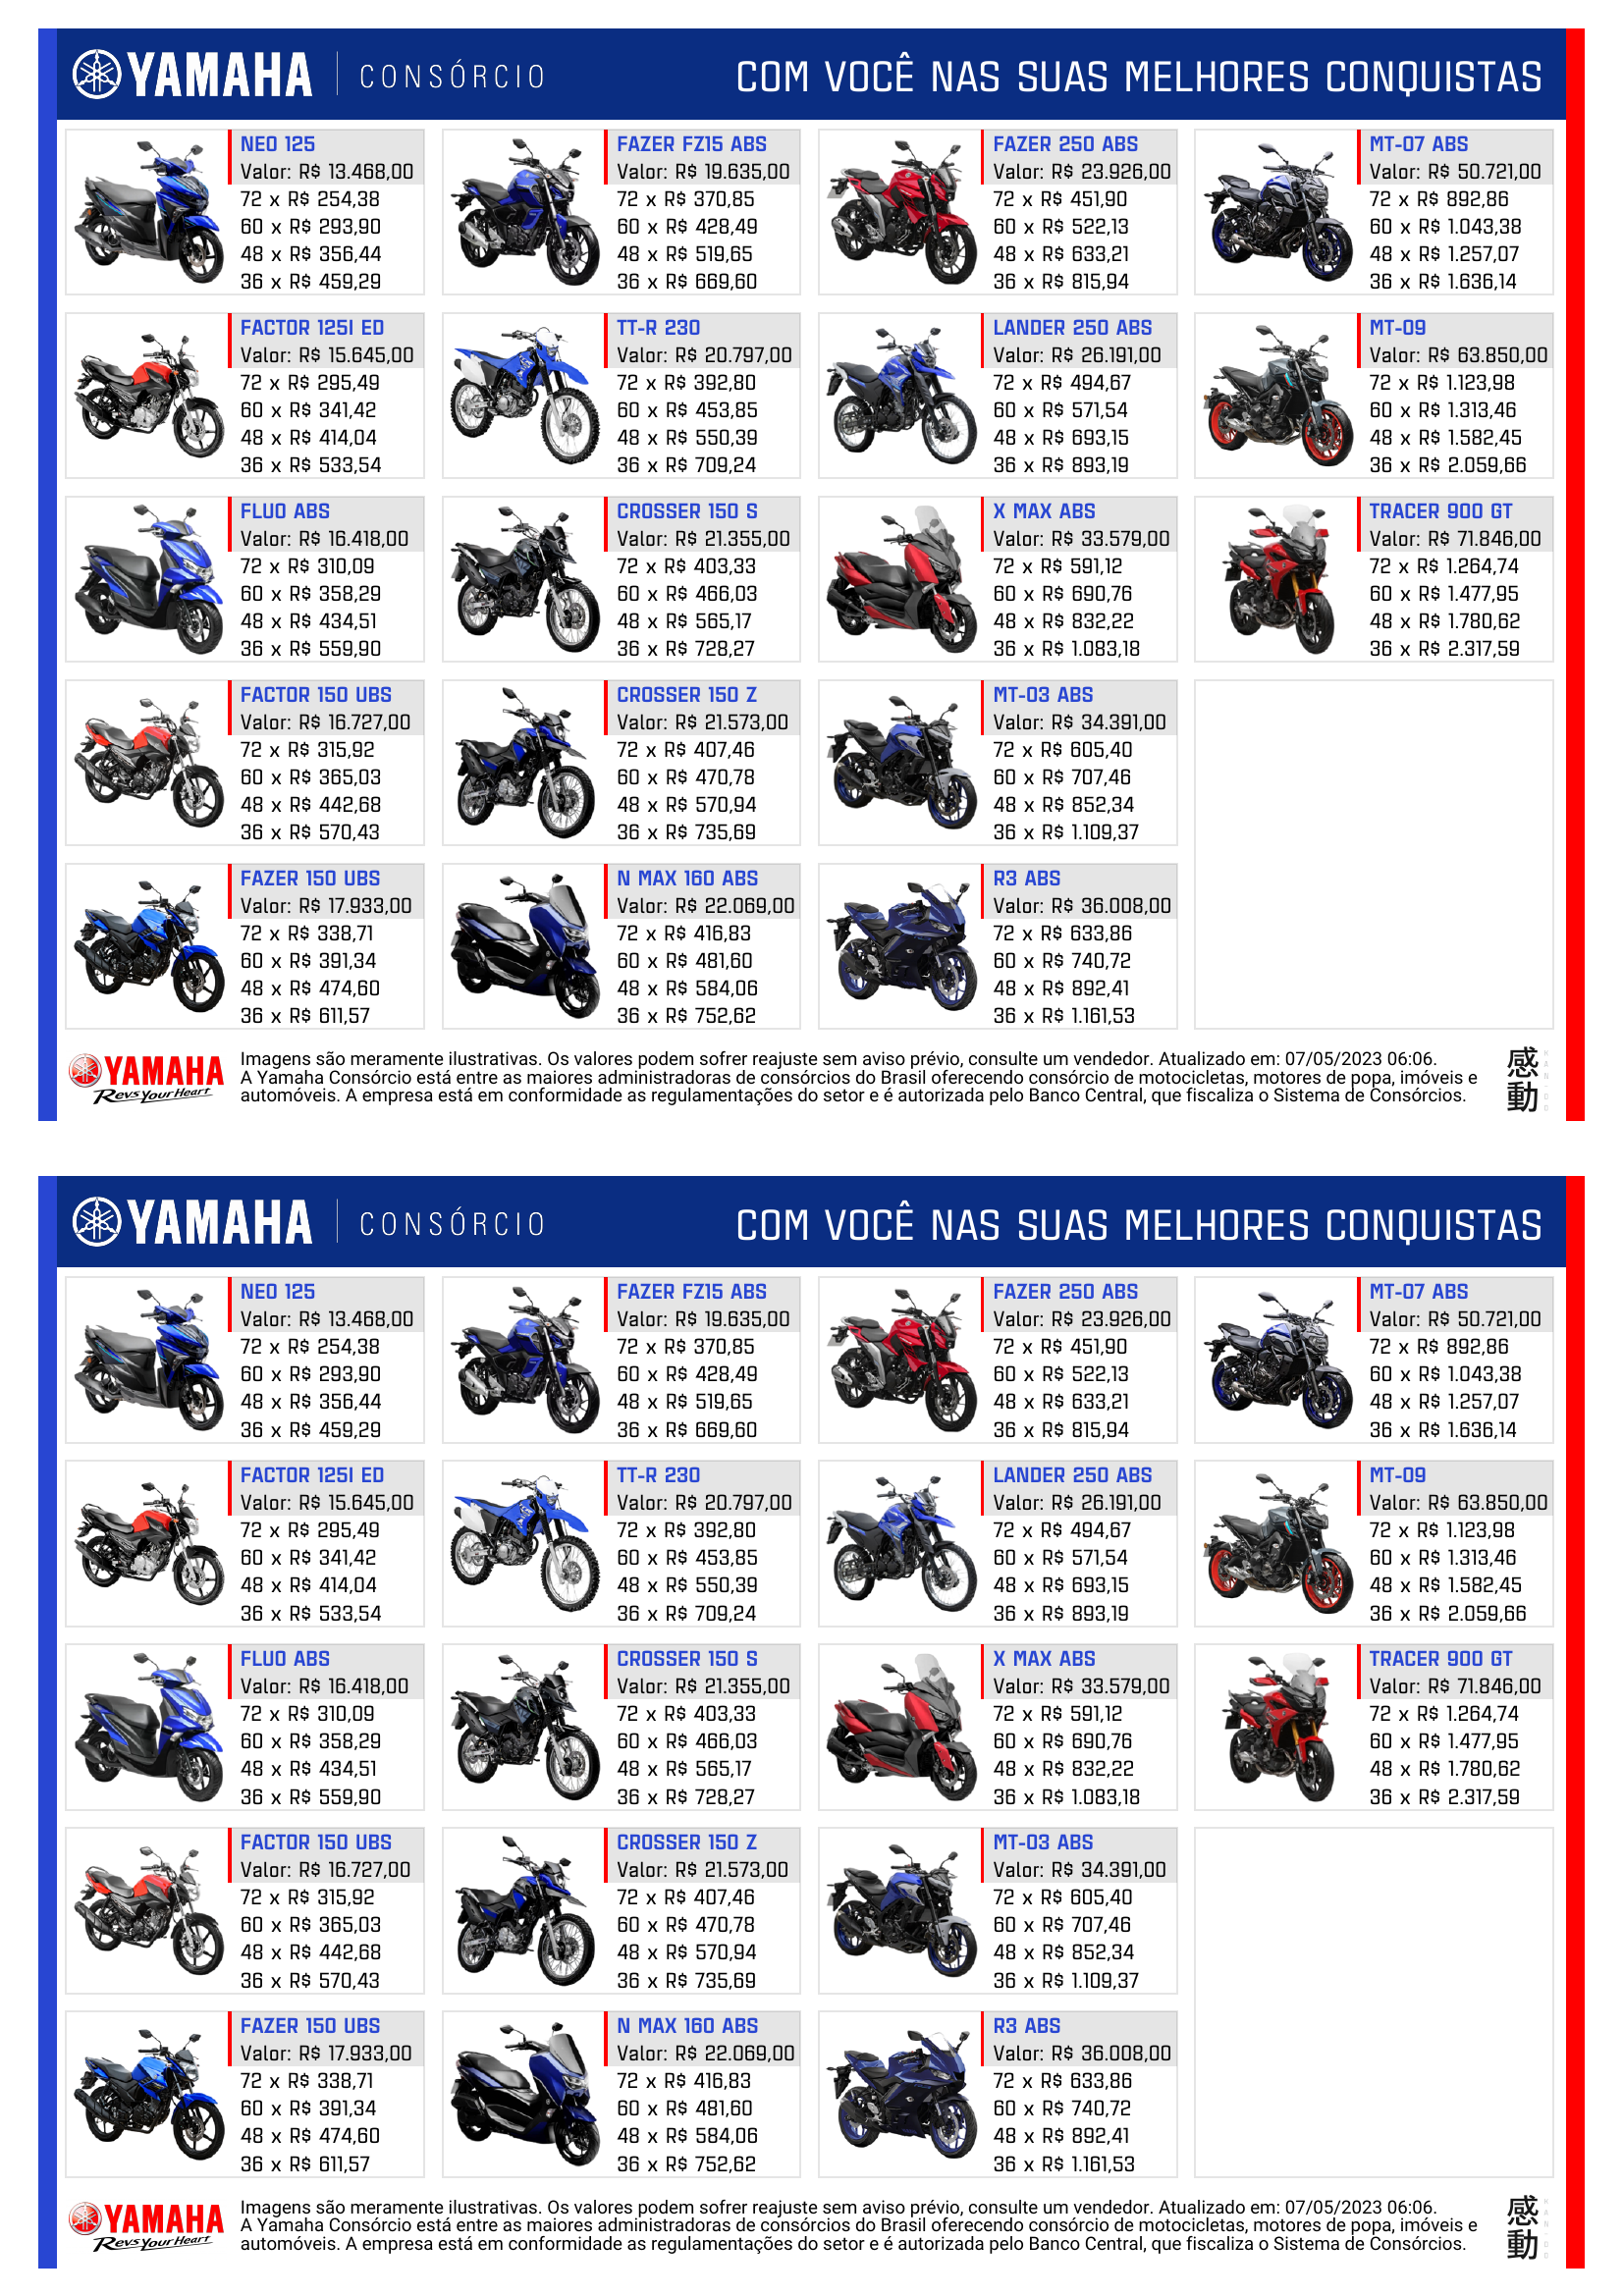 YAMAHA CONSÓRCIO COM VOCÊ NAS SUAS MELHORES CONQUISTAS
NEO 125
Valor: R$ 13.468,00
72 x R$ 254,38
60 x R$ 293,90
48 x R$ 356,44
36 x R$ 459,29
FAZER FZ15 ABS
Valor: R$ 19.635,00
72 x R$ 370,85
60 x R$ 428,49
48 x R$ 519,65
36 x R$ 669,60
FAZER 250 ABS
Valor: R$ 23.926,00
72 x R$ 451,90
60 x R$ 522,13
48 x R$ 633,21
36 x R$ 815,94
MT-07 ABS
Valor: R$ 50.721,00
72 x R$ 892,86
60 x R$ 1.043,38
48 x R$ 1.257,07
36 x R$ 1.636,14
FACTOR 125I ED
Valor: R$ 15.645,00
72 x R$ 295,49
60 x R$ 341,42
48 x R$ 414,04
36 x R$ 533,54
TT-R 230
Valor: R$ 20.797,00
72 x R$ 392,80
60 x R$ 453,85
48 x R$ 550,39
36 x R$ 709,24
LANDER 250 ABS
Valor: R$ 26.191,00
72 x R$ 494,67
60 x R$ 571,54
48 x R$ 693,15
36 x R$ 893,19
MT-09
Valor: R$ 63.850,00
72 x R$ 1.123,98
60 x R$ 1.313,46
48 x R$ 1.582,45
36 x R$ 2.059,66
FLUO ABS
Valor: R$ 16.418,00
72 x R$ 310,09
60 x R$ 358,29
48 x R$ 434,51
36 x R$ 559,90
CROSSER 150 S
Valor: R$ 21.355,00
72 x R$ 403,33
60 x R$ 466,03
48 x R$ 565,17
36 x R$ 728,27
X MAX ABS
Valor: R$ 33.579,00
72 x R$ 591,12
60 x R$ 690,76
48 x R$ 832,22
36 x R$ 1.083,18
TRACER 900 GT
Valor: R$ 71.846,00
72 x R$ 1.264,74
60 x R$ 1.477,95
48 x R$ 1.780,62
36 x R$ 2.317,59
FACTOR 150 UBS
Valor: R$ 16.727,00
72 x R$ 315,92
60 x R$ 365,03
48 x R$ 442,68
36 x R$ 570,43
CROSSER 150 Z
Valor: R$ 21.573,00
72 x R$ 407,46
60 x R$ 470,78
48 x R$ 570,94
36 x R$ 735,69
MT-03 ABS
Valor: R$ 34.391,00
72 x R$ 605,40
60 x R$ 707,46
48 x R$ 852,34
36 x R$ 1.109,37
FAZER 150 UBS
Valor: R$ 17.933,00
72 x R$ 338,71
60 x R$ 391,34
48 x R$ 474,60
36 x R$ 611,57
N MAX 160 ABS
Valor: R$ 22.069,00
72 x R$ 416,83
60 x R$ 481,60
48 x R$ 584,06
36 x R$ 752,62
R3 ABS
Valor: R$ 36.008,00
72 x R$ 633,86
60 x R$ 740,72
48 x R$ 892,41
36 x R$ 1.161,53
YAMAHA
Revs Your Heart
Imagens são meramente ilustrativas. Os valores podem sofrer reajuste sem aviso prévio, consulte um vendedor. Atualizado em: 07/05/2023 06:06.
A Yamaha Consórcio está entre as maiores administradoras de consórcios do Brasil oferecendo consórcio de motocicletas, motores de popa, imóveis e
automóveis. A empresa está em conformidade as regulamentações do setor e é autorizada pelo Banco Central, que fiscaliza o Sistema de Consórcios.
感動
YAMAHA CONSÓRCIO COM VOCÊ NAS SUAS MELHORES CONQUISTAS
NEO 125
Valor: R$ 13.468,00
72 x R$ 254,38
60 x R$ 293,90
48 x R$ 356,44
36 x R$ 459,29
FAZER FZ15 ABS
Valor: R$ 19.635,00
72 x R$ 370,85
60 x R$ 428,49
48 x R$ 519,65
36 x R$ 669,60
FAZER 250 ABS
Valor: R$ 23.926,00
72 x R$ 451,90
60 x R$ 522,13
48 x R$ 633,21
36 x R$ 815,94
MT-07 ABS
Valor: R$ 50.721,00
72 x R$ 892,86
60 x R$ 1.043,38
48 x R$ 1.257,07
36 x R$ 1.636,14
FACTOR 125I ED
Valor: R$ 15.645,00
72 x R$ 295,49
60 x R$ 341,42
48 x R$ 414,04
36 x R$ 533,54
TT-R 230
Valor: R$ 20.797,00
72 x R$ 392,80
60 x R$ 453,85
48 x R$ 550,39
36 x R$ 709,24
LANDER 250 ABS
Valor: R$ 26.191,00
72 x R$ 494,67
60 x R$ 571,54
48 x R$ 693,15
36 x R$ 893,19
MT-09
Valor: R$ 63.850,00
72 x R$ 1.123,98
60 x R$ 1.313,46
48 x R$ 1.582,45
36 x R$ 2.059,66
FLUO ABS
Valor: R$ 16.418,00
72 x R$ 310,09
60 x R$ 358,29
48 x R$ 434,51
36 x R$ 559,90
CROSSER 150 S
Valor: R$ 21.355,00
72 x R$ 403,33
60 x R$ 466,03
48 x R$ 565,17
36 x R$ 728,27
X MAX ABS
Valor: R$ 33.579,00
72 x R$ 591,12
60 x R$ 690,76
48 x R$ 832,22
36 x R$ 1.083,18
TRACER 900 GT
Valor: R$ 71.846,00
72 x R$ 1.264,74
60 x R$ 1.477,95
48 x R$ 1.780,62
36 x R$ 2.317,59
FACTOR 150 UBS
Valor: R$ 16.727,00
72 x R$ 315,92
60 x R$ 365,03
48 x R$ 442,68
36 x R$ 570,43
CROSSER 150 Z
Valor: R$ 21.573,00
72 x R$ 407,46
60 x R$ 470,78
48 x R$ 570,94
36 x R$ 735,69
MT-03 ABS
Valor: R$ 34.391,00
72 x R$ 605,40
60 x R$ 707,46
48 x R$ 852,34
36 x R$ 1.109,37
FAZER 150 UBS
Valor: R$ 17.933,00
72 x R$ 338,71
60 x R$ 391,34
48 x R$ 474,60
36 x R$ 611,57
N MAX 160 ABS
Valor: R$ 22.069,00
72 x R$ 416,83
60 x R$ 481,60
48 x R$ 584,06
36 x R$ 752,62
R3 ABS
Valor: R$ 36.008,00
72 x R$ 633,86
60 x R$ 740,72
48 x R$ 892,41
36 x R$ 1.161,53
YAMAHA
Revs Your Heart
Imagens são meramente ilustrativas. Os valores podem sofrer reajuste sem aviso prévio, consulte um vendedor. Atualizado em: 07/05/2023 06:06.
A Yamaha Consórcio está entre as maiores administradoras de consórcios do Brasil oferecendo consórcio de motocicletas, motores de popa, imóveis e
automóveis. A empresa está em conformidade as regulamentações do setor e é autorizada pelo Banco Central, que fiscaliza o Sistema de Consórcios.
感動